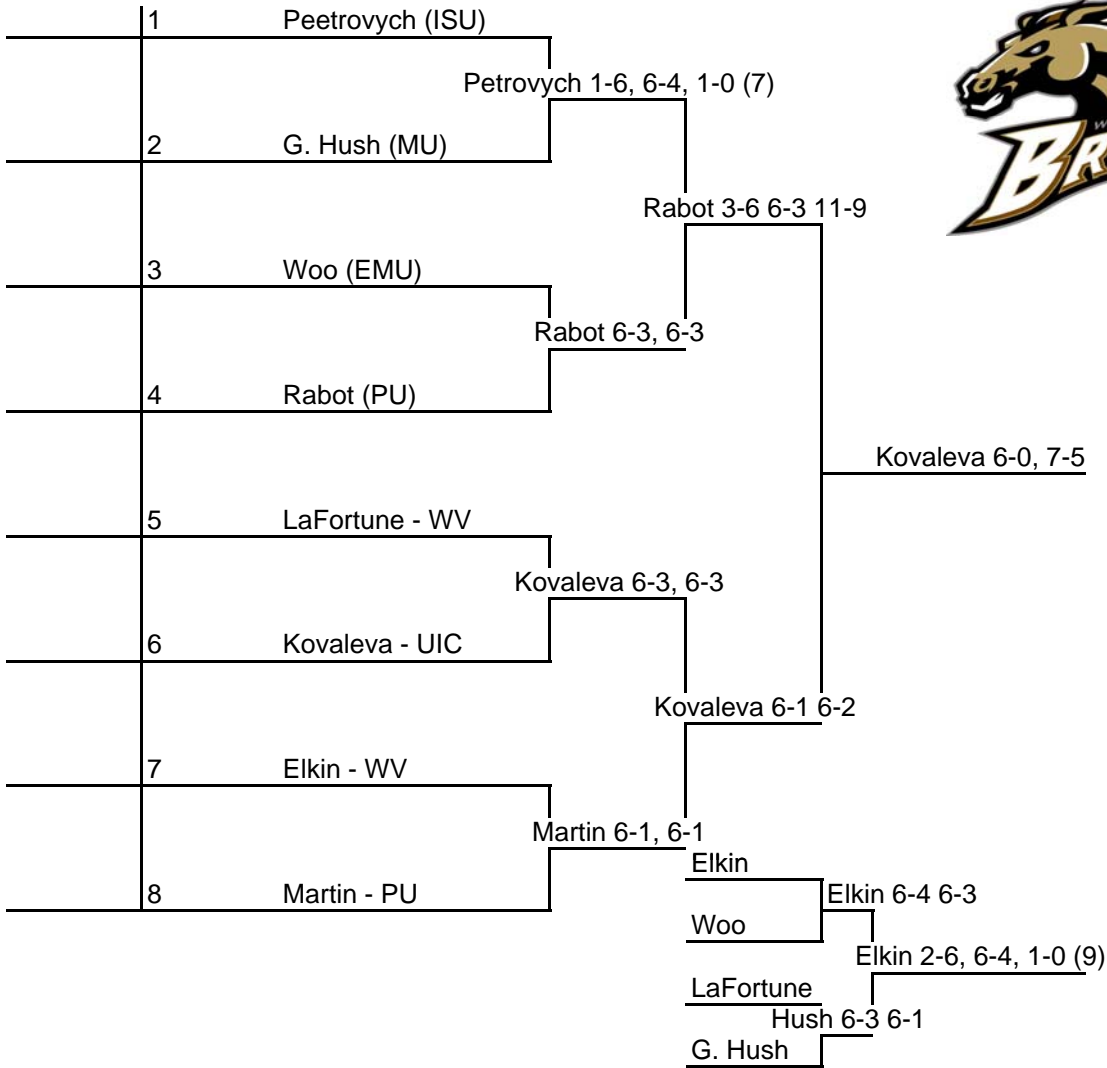 1 Peetrovych (ISU)
Petrovych 1-6, 6-4, 1-0 (7)
2 G. Hush (MU)
Rabot 3-6 6-3 11-9
3 Woo (EMU)
Rabot 6-3, 6-3
4 Rabot (PU)
Kovaleva 6-0, 7-5
5 LaFortune - WV
Kovaleva 6-3, 6-3
6 Kovaleva - UIC
Kovaleva 6-1 6-2
7 Elkin - WV
Martin 6-1, 6-1
Elkin
8 Martin - PU
Elkin 6-4 6-3
Woo
Elkin 2-6, 6-4, 1-0 (9)
LaFortune
Hush 6-3 6-1
G. Hush